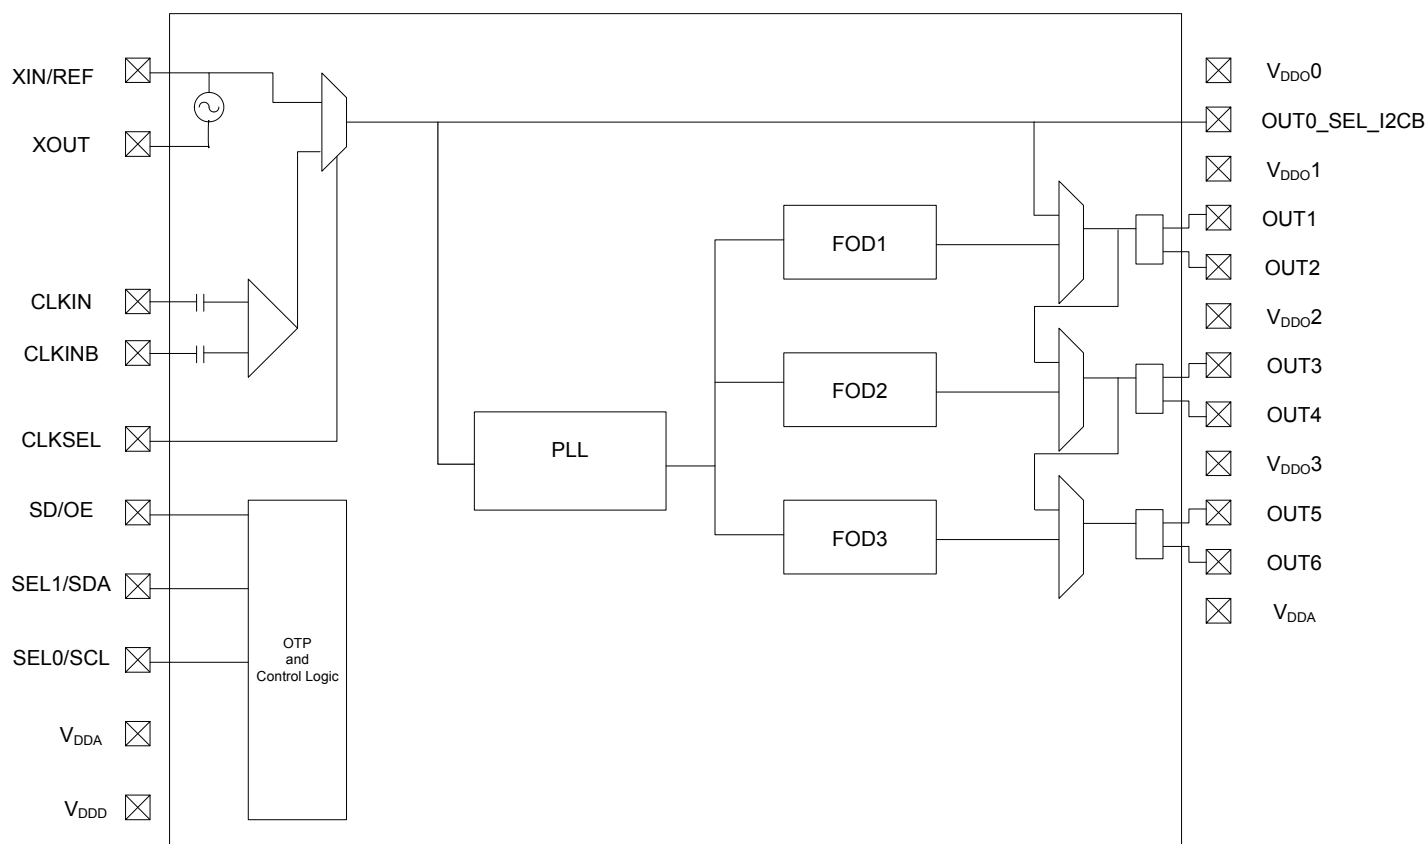 XIN/REF
XOUT
CLKIN
CLKINB
CLKSEL
SD/OE
SEL1/SDA
SEL0/SCL
VDDA
VDDD
OTP
and
Control Logic
PLL
FOD1
FOD2
FOD3
VDDO0
OUT0_SEL_I2CB
VDDO1
OUT1
OUT2
VDDO2
OUT3
OUT4
VDDO3
OUT5
OUT6
VDDA